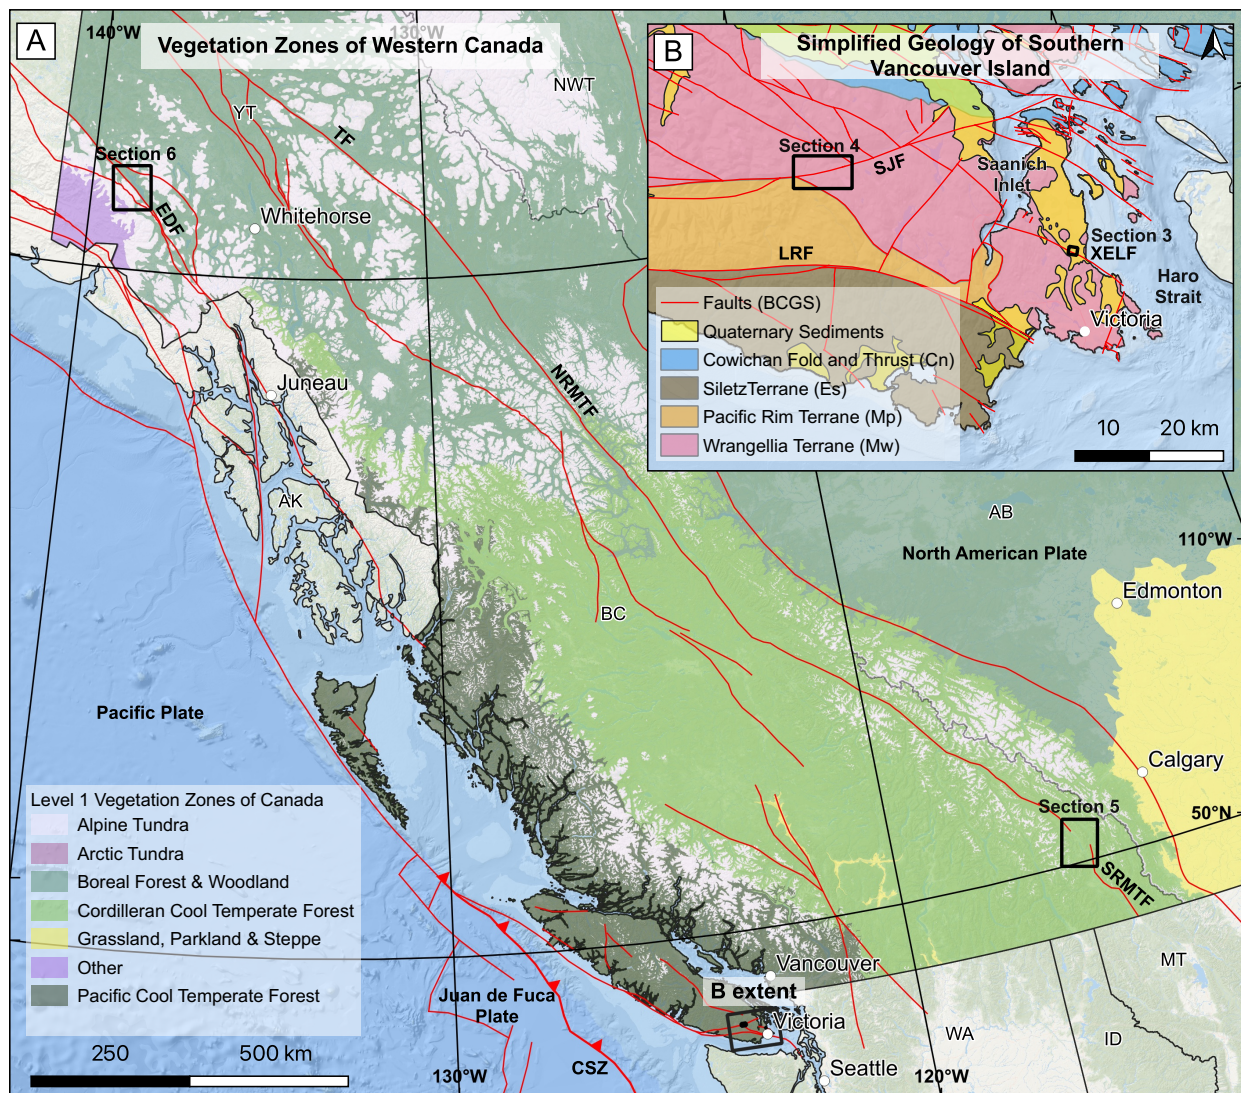 A
140°W
130°W
Vegetation Zones of Western Canada
NWT
YT
TF
Section 6
EDF
Whitehorse
Juneau
NRMTF
AK
BC
AB
North American Plate
110°W
Edmonton
Pacific Plate
Calgary
Section 5
50°N
SRMTF
Level 1 Vegetation Zones of Canada
Alpine Tundra
Arctic Tundra
Boreal Forest & Woodland
Cordilleran Cool Temperate Forest
Grassland, Parkland & Steppe
Other
Pacific Cool Temperate Forest
250
500 km
Juan de Fuca
Plate
CSZ
130°W
Vancouver
B extent
Victoria
Seattle
WA
120°W
ID
MT
B
Simplified Geology of Southern
Vancouver Island
Section 4
SJF
Saanich
Inlet
Section 3
XELF
LRF
Haro
Strait
Victoria
Faults (BCGS)
Quaternary Sediments
Cowichan Fold and Thrust (Cn)
SiletzTerrane (Es)
Pacific Rim Terrane (Mp)
Wrangellia Terrane (Mw)
10
20 km